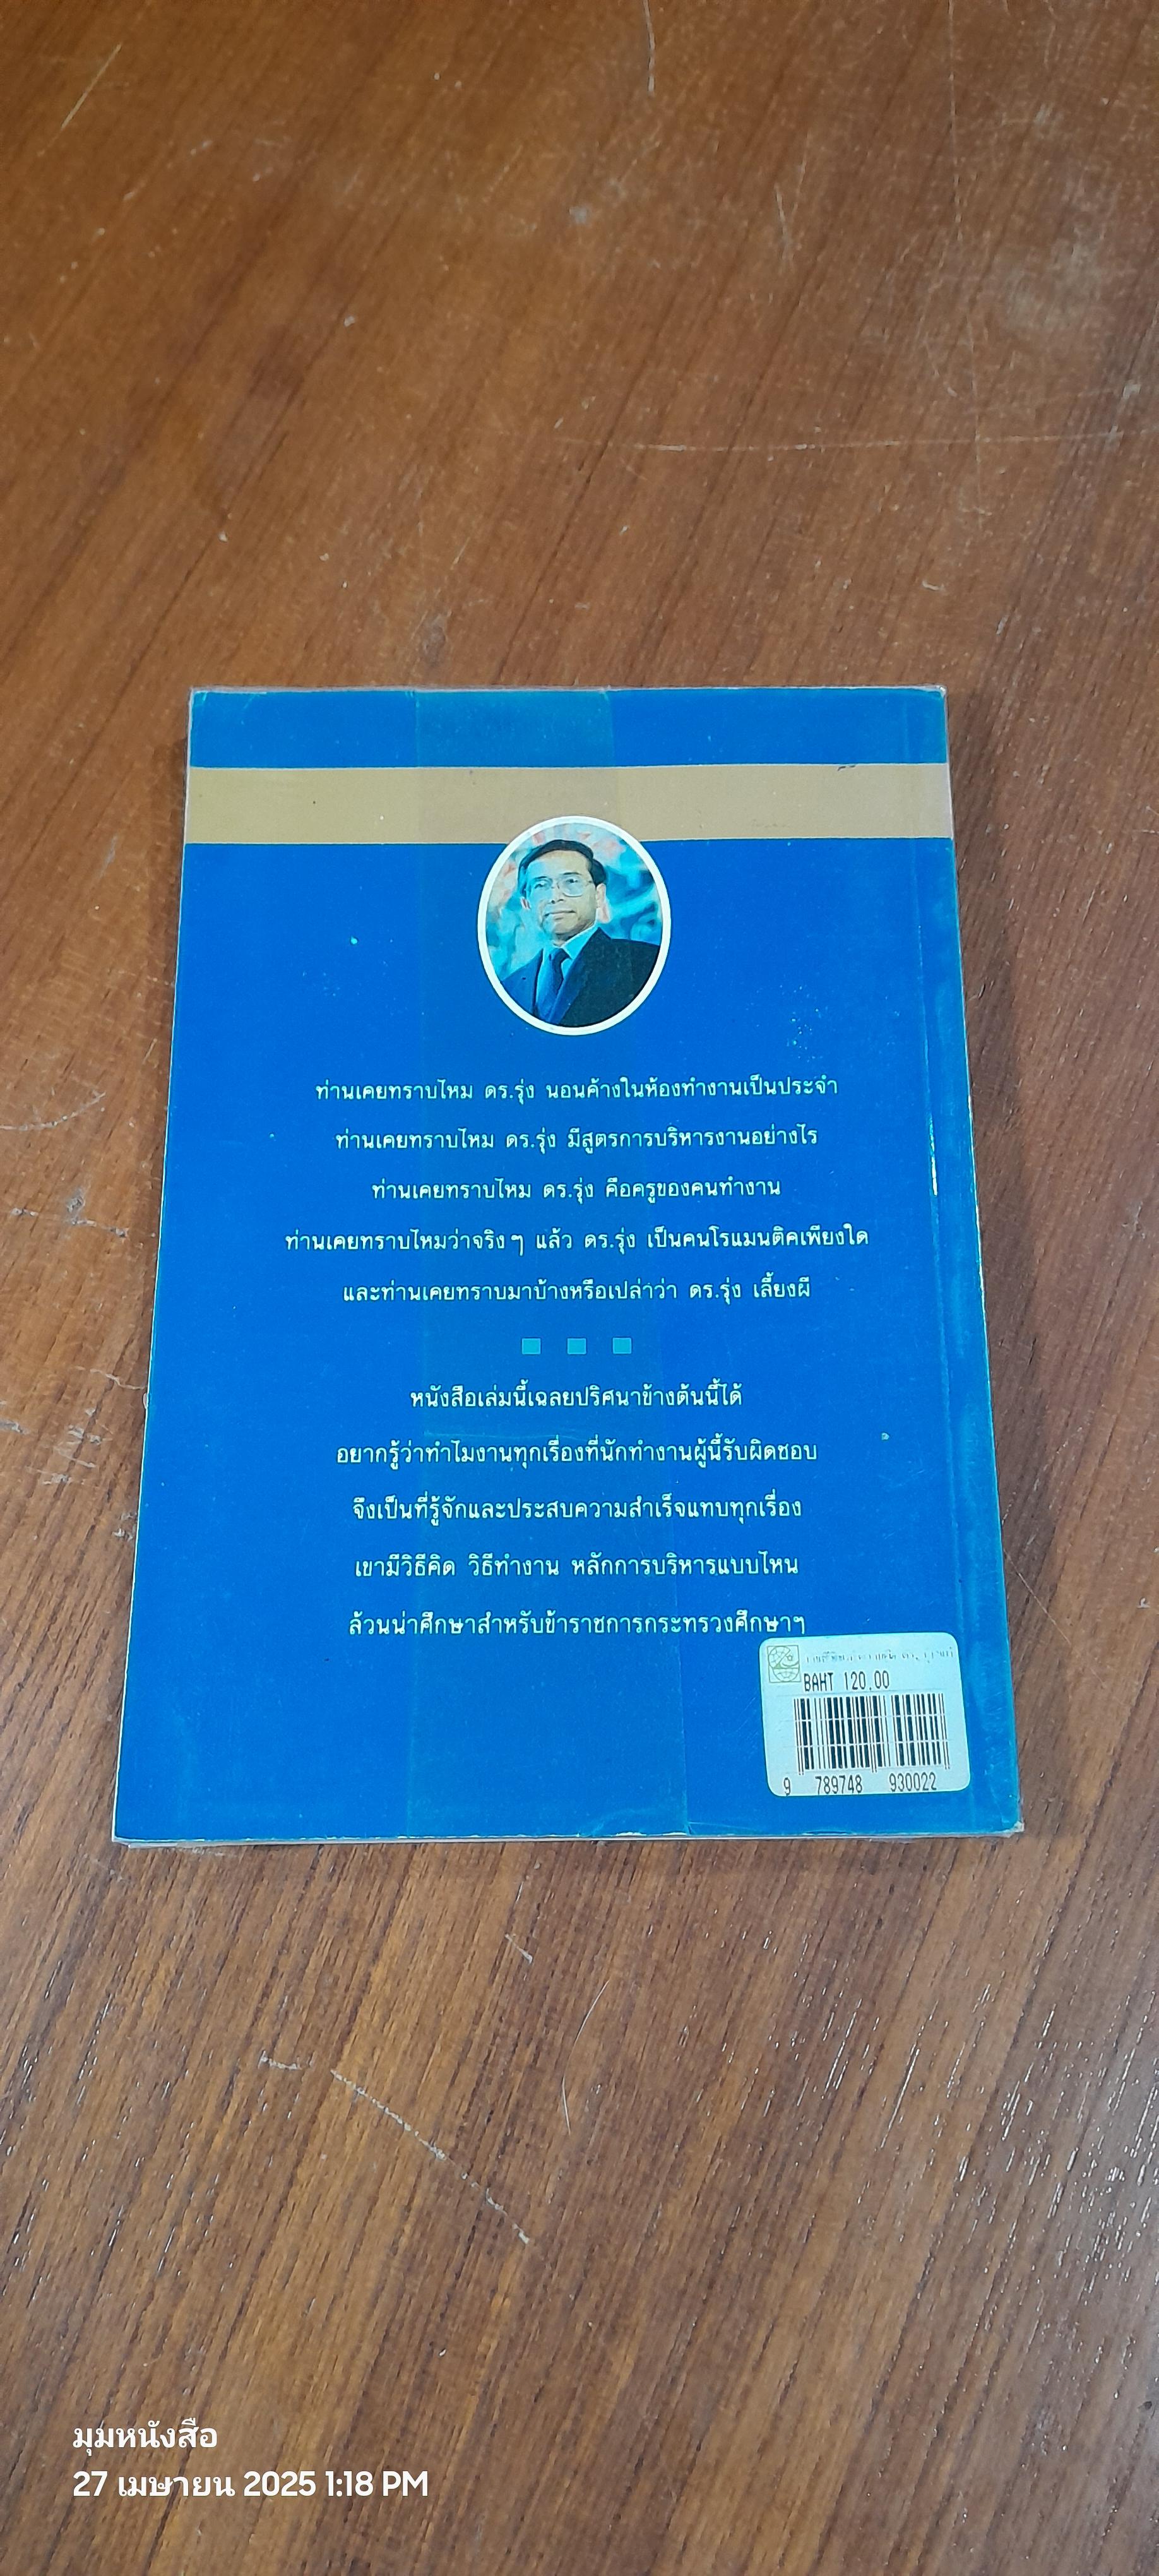 ท่านเคยทราบไหม ดร.รุ่ง นอนค้างในห้องทำงานเป็นประจำ
ท่านเคยทราบไหม ดร.รุ่ง มีสูตรการบริหารงานอย่างไร
ท่านเคยทราบไหม ดร.รุ่ง คือครูของคนทำงาน
ท่านเคยทราบไหมว่าจริงๆ แล้ว ดร.รุ่ง เป็นคนโรแมนติคเพียงใด
และท่านเคยทราบมาบ้างหรือเปล่าว่า ดร.รุ่ง เลี้ยงผี
หนังสือเล่มนี้เฉลยปริศนาข้างต้นนี้ได้
อยากรู้ว่าทำไมงานทุกเรื่องที่นักทำงานผู้นี้รับผิดชอบ
จึงเป็นที่รู้จักและประสบความสำเร็จแทบทุกเรื่อง
เขามีวิธีคิด วิธีทำงาน หลักการบริหารแบบไหน
ล้วนน่าศึกษาสำหรับข้าราชการกระทรวงศึกษาฯ
BAHT 120.00
9 789748 930022
มุมหนังสือ
27 เมษายน 2025 1:18 PM